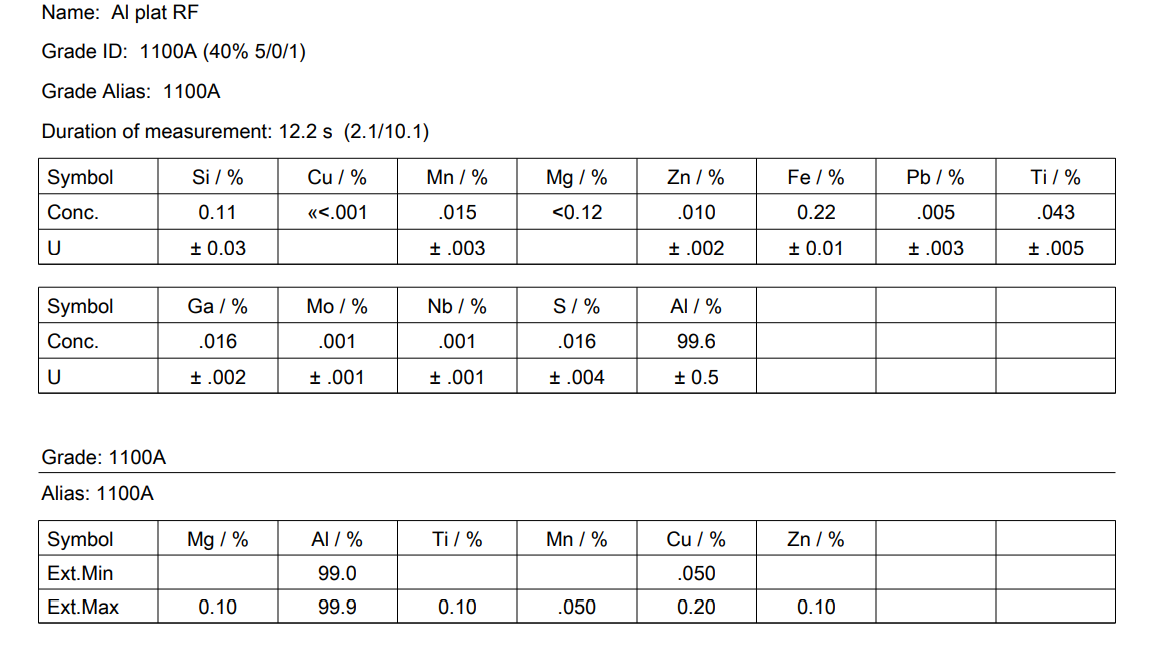 Name: Al plat RF
Grade ID: 1100A (40% 5/0/1)
Grade Alias: 1100A
Duration of measurement: 12.2 s (2.1/10.1)
Symbol Si / % Cu / % Mn / % Mg / % Zn / % Fe / % Pb / % Ti / %
Conc. 0.11 «<.001 .015 <0.12 .010 0.22 .005 .043
U ± 0.03 ± .003 ± .002 ± 0.01 ± .003 ± .005
Symbol Ga / % Mo / % Nb / % S / % Al / %
Conc. .016 .001 .001 .016 99.6
U ± .002 ± .001 ± .001 ± .004 ± 0.5
Grade: 1100A
Alias: 1100A
Symbol Mg / % Al / % Ti / % Mn / % Cu / % Zn / %
Ext.Min 99.0 .050
Ext.Max 0.10 99.9 0.10 .050 0.20 0.10